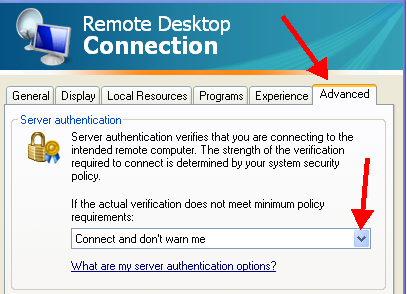 Remote Desktop
Connection
General Display Local Resources Programs Experience Advanced
Server authentication
Server authentication verifies that you are connecting to the
intended remote computer. The strength of the verification
required to connect is determined by your system security
policy.
If the actual verification does not meet minimum policy
requirements:
Connect and don't warn me
What are my server authentication options?